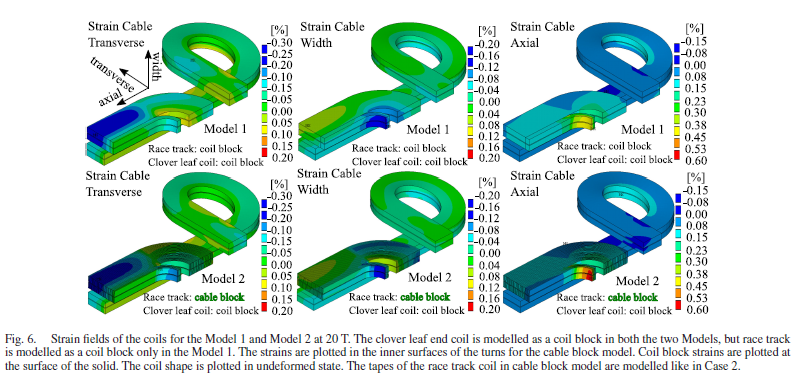 Strain Cable
Transverse
transverse
width
axial
[%]
-0.30
-0.25
-0.20
-0.10
-0.15
-0.05
0.00
0.05
0.10
0.15
0.20
Model 1
Race track: coil block
Clover leaf coil: coil block
Strain Cable
Width
[%]
-0.20
-0.16
-0.12
-0.08
-0.04
0.00
0.04
0.08
0.12
0.16
0.20
Model 1
Race track: coil block
Clover leaf coil: coil block
Strain Cable
Axial
[%]
-0.15
-0.08
0.00
0.08
0.15
0.23
0.30
0.38
0.45
0.53
0.60
Model 1
Race track: coil block
Clover leaf coil: coil block
Strain Cable
Transverse
[%]
-0.30
-0.25
-0.20
-0.10
-0.15
-0.05
0.00
0.05
0.10
0.15
0.20
Model 2
Race track: cable block
Clover leaf coil: coil block
Strain Cable
Width
[%]
-0.20
-0.16
-0.12
-0.08
-0.04
0.00
0.04
0.08
0.12
0.16
0.20
Model 2
Race track: cable block
Clover leaf coil: coil block
Strain Cable
Axial
[%]
-0.15
-0.08
0.00
0.08
0.15
0.23
0.30
0.38
0.45
0.53
0.60
Model 2
Race track: cable block
Clover leaf coil: coil block
Fig. 6. Strain fields of the coils for the Model 1 and Model 2 at 20 T. The clover leaf end coil is modelled as a coil block in both the two Models, but race track
is modelled as a coil block only in the Model 1. The strains are plotted in the inner surfaces of the turns for the cable block model. Coil block strains are plotted at
the surface of the solid. The coil shape is plotted in undeformed state. The tapes of the race track coil in cable block model are modelled like in Case 2.